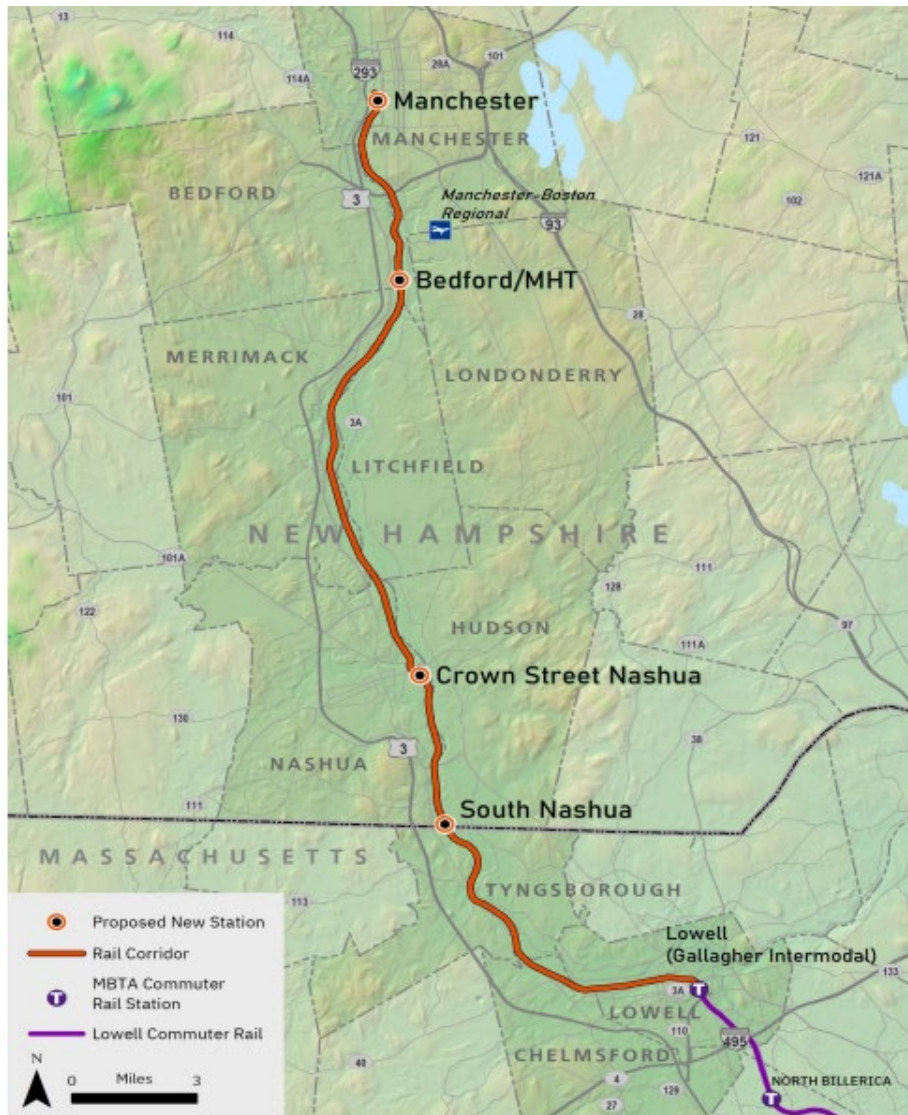 13
114
114A
293
28A
101
Manchester
MANCHESTER
121
121A
BEDFORD
3
Manchester-Boston
Regional
102
93
Bedford/MHT
28
MERRIMACK
LONDONDERRY
101
3A
LITCHFIELD
NEW HAMPSHIRE
101A
128
111
122
97
HUDSON
111A
Crown Street Nashua
130
38
3
NASHUA
111
South Nashua
MASSACHUSETTS
TYNGSBOROUGH
113
Proposed New Station
Rail Corridor
MBTA Commuter
Rail Station
Lowell Commuter Rail
N
Miles
0 3
Lowell
(Gallagher Intermodal)
133
T
3A
LOWELL
110
495
CHELMSFORD
40
4
129
27
NORTH BILLERICA
T
T